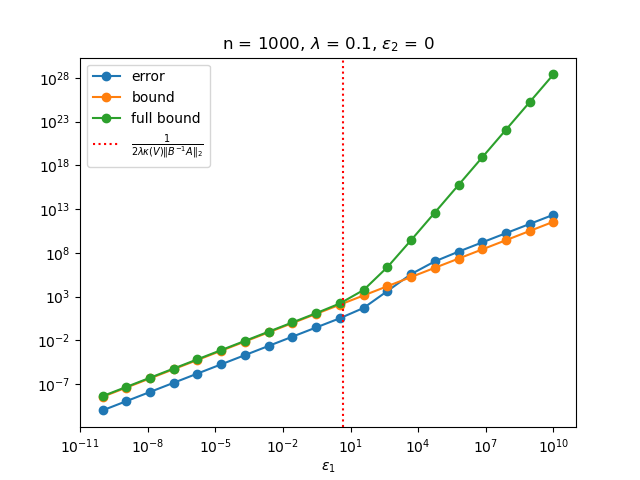 n = 1000, λ = 0.1, ε₂ = 0
error
bound
full bound
1
2λκ(V)‖B⁻¹A‖₂
10²⁸
10²³
10¹⁸
10¹³
10⁸
10³
10⁻²
10⁻⁷
10⁻¹¹ 10⁻⁸ 10⁻⁵ 10⁻² 10¹ 10⁴ 10⁷ 10¹⁰
ε₁